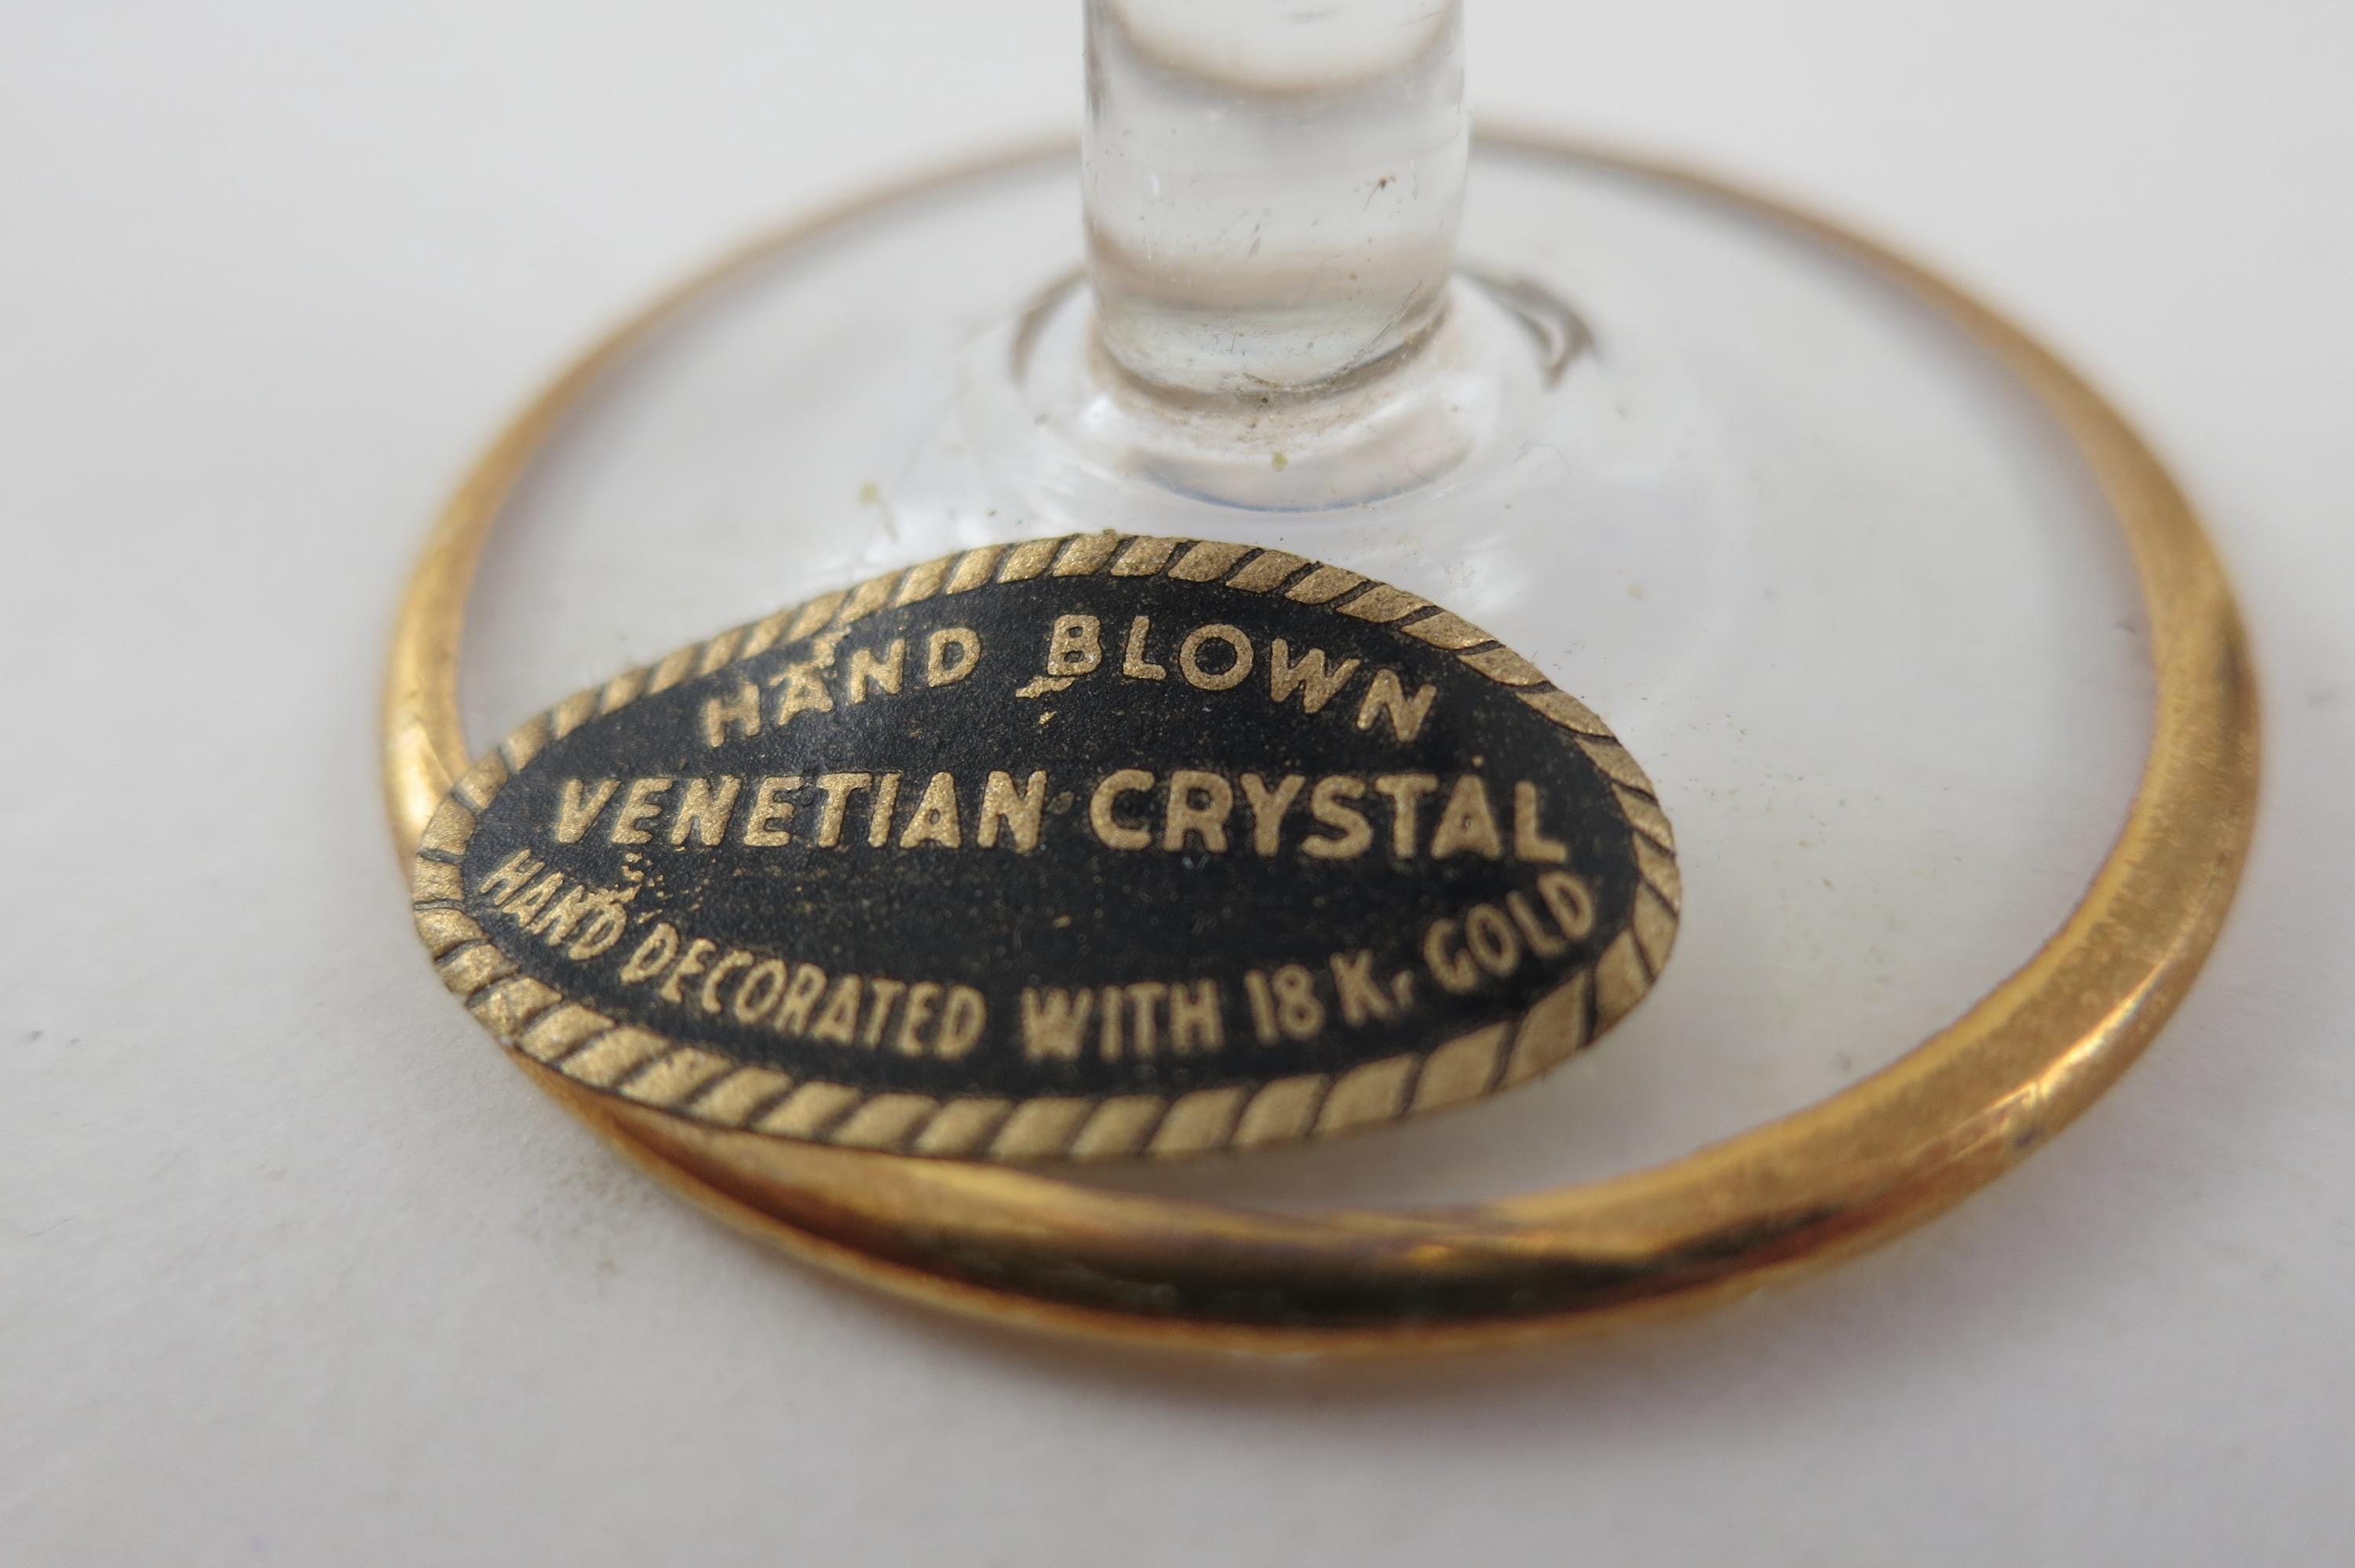 HAND BLOWN
VENETIAN CRYSTAL
HAND DECORATED WITH 18 K. GOLD